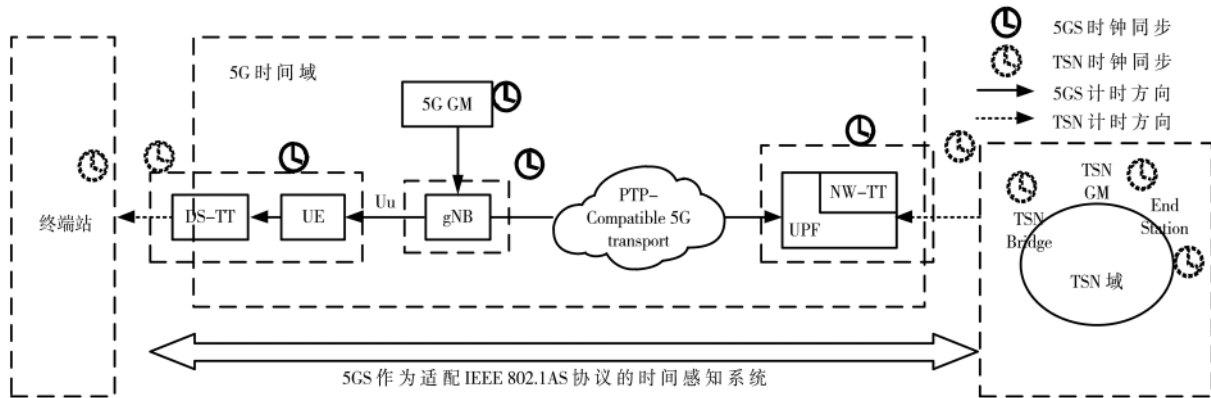 5GS时钟同步
TSN时钟同步
5GS计时方向
TSN计时方向
5G时间域
5G GM
终端站
DS-TT
UE
Uu
gNB
PTP-
Compatible 5G
transport
NW-TT
UPF
TSN
GM
TSN
Bridge
End
Station
TSN域
5GS作为适配IEEE 802.1AS协议的时间感知系统